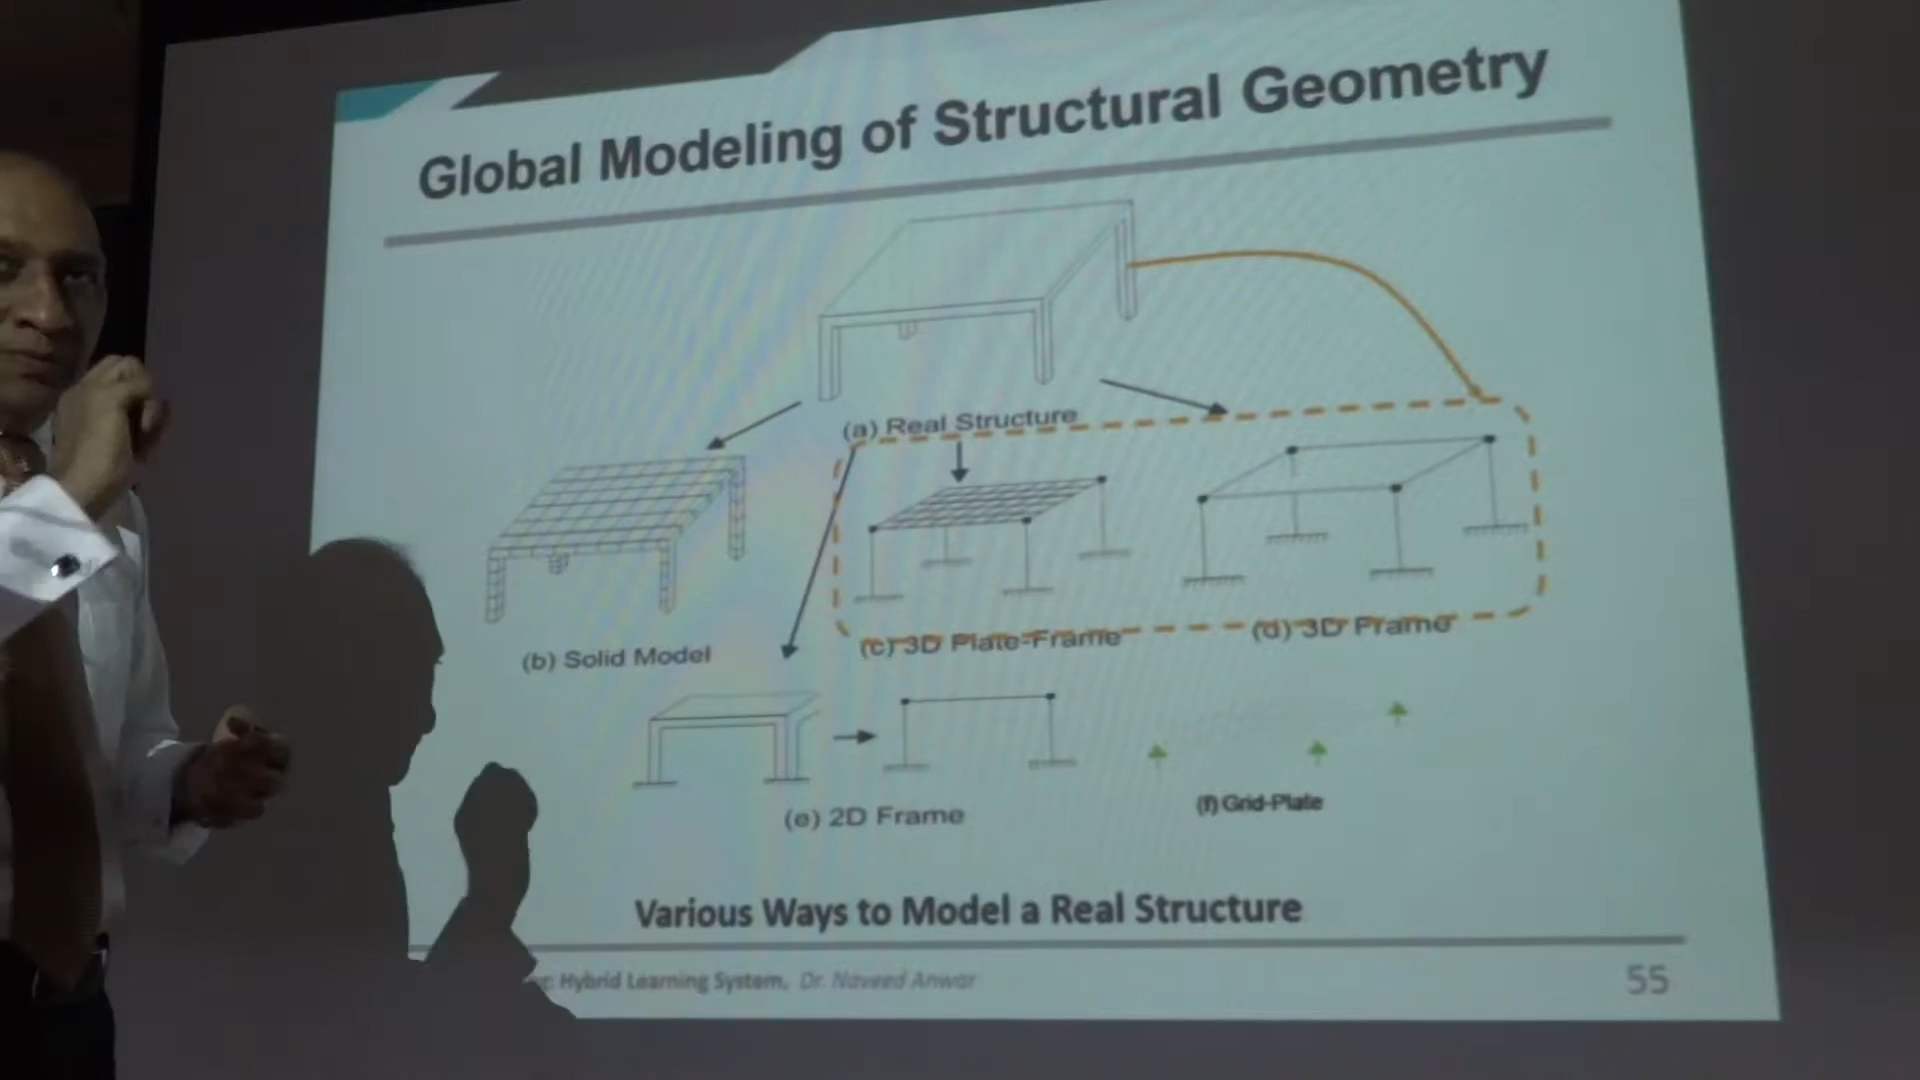 Global Modeling of Structural Geometry
(a) Real Structure
(b) Solid Model
(c) 3D Plate-Frame
(d) 3D Frame
(e) 2D Frame
(f) Grid-Plate
Various Ways to Model a Real Structure
Hybrid Learning System, Dr. Naveed Anwar
55